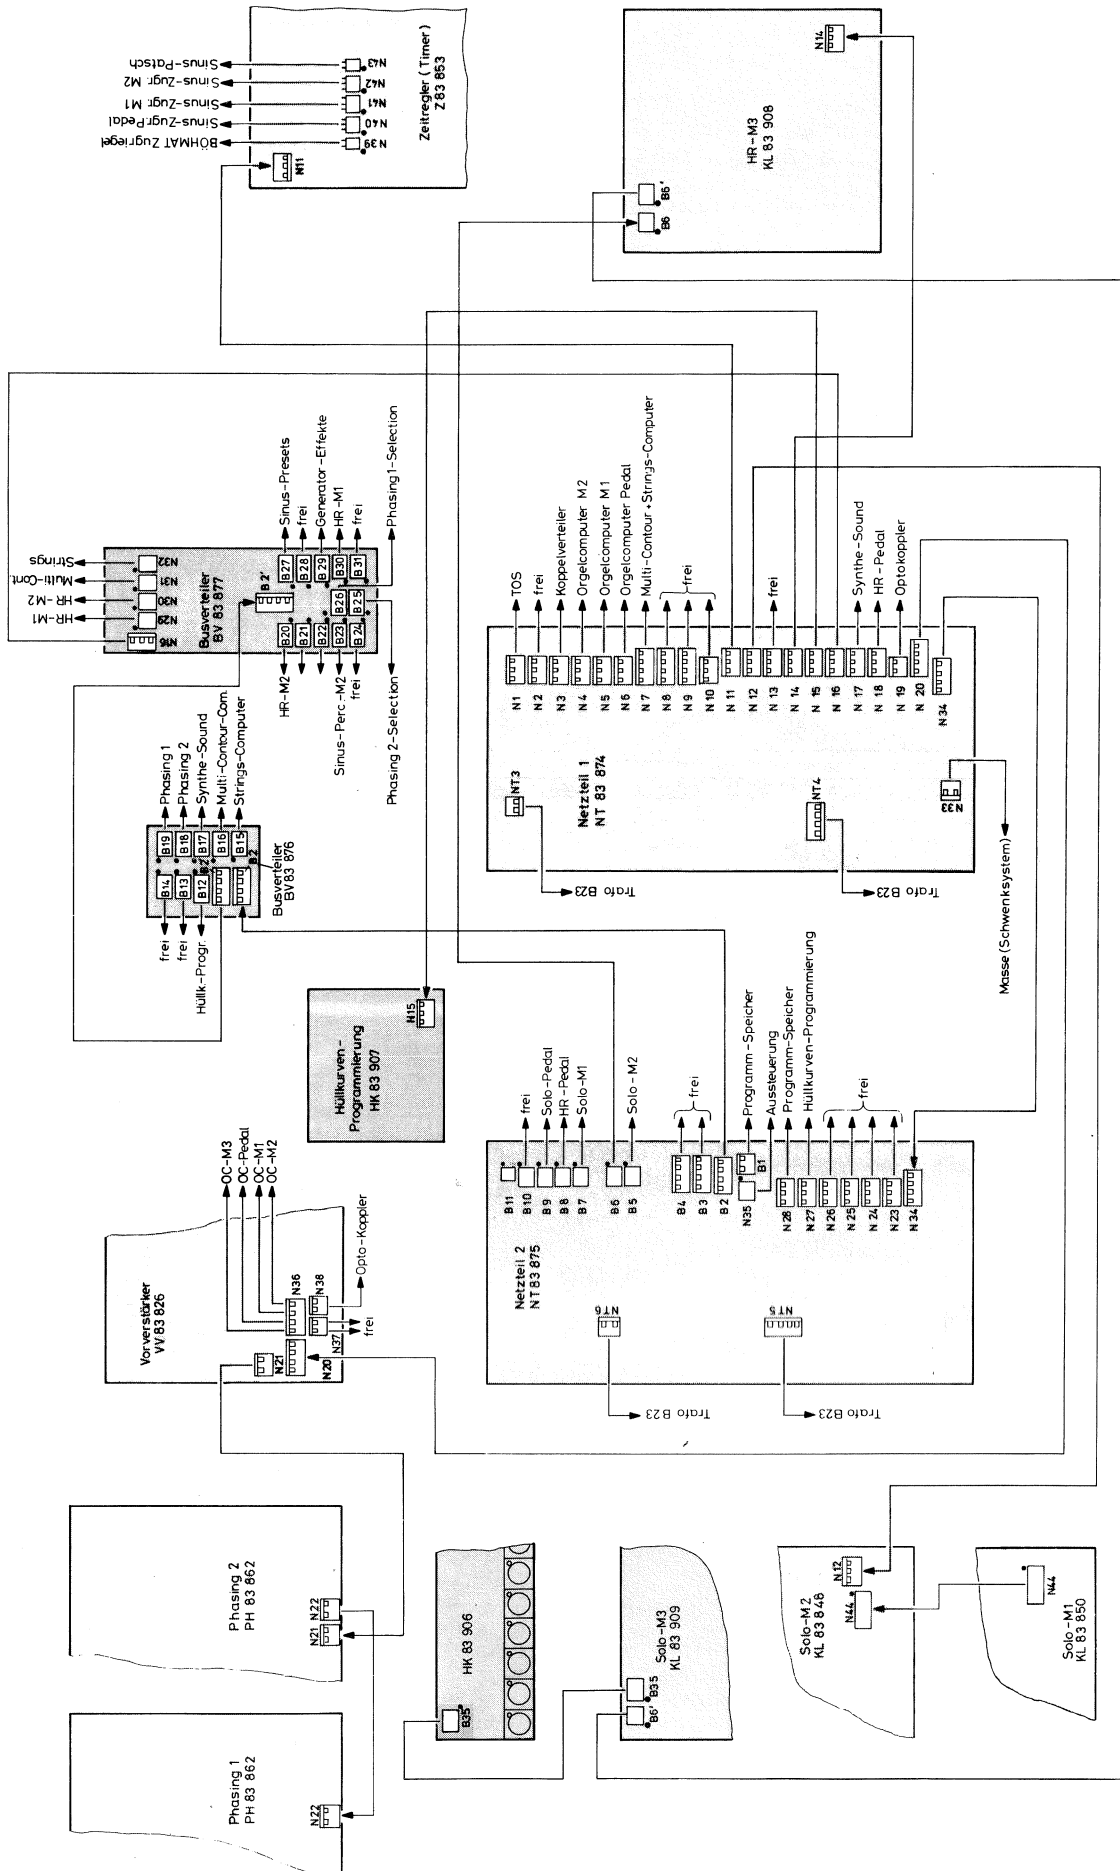 Phasing 1
PH 83 862
N22
Phasing 2
PH 83 862
N21
N22
Vorverstärker
VV 83 826
N21
N20
N37
N36
N38
OC-M3
OC-Pedal
OC-M1
OC-M2
Opto-Koppler
frei
Hüllkurven-
Programmierung
HK 83 907
N15
B14
B13
B12
B2'
B19
B18
B17
B16
B15
B2
frei
frei
Hüllk.-Progr.
Phasing 1
Phasing 2
Synthe-Sound
Multi-Contour-Com.
Strings-Computer
Busverteiler
BV 83 876
Busverteiler
BV 83 877
N16
N29
N30
N31
N32
HR-M1
HR-M2
Multi-Cont.
Strings
B2'
B20
B21
B22
B23
B24
B25
B26
B27
B28
B29
B30
B31
HR-M2
Sinus-Perc.-M2
frei
Phasing 2-Selection
Sinus-Presets
frei
Generator-Effekte
HR-M1
frei
Phasing 1-Selection
Zeitregler (Timer)
Z 83 853
N11
N39
N40
N41
N42
N43
BÖHMAT Zugriegel
Sinus-Zugr.Pedal
Sinus-Zugr. M1
Sinus-Zugr. M2
Sinus-Patsch
HK 83 906
B35
Solo-M3
KL 83 909
B6'
B35
Solo-M2
KL 83 848
N44
N12
Solo-M1
KL 83 850
N44
Netzteil 2
NT 83 875
NT6
NT5
Trafo B23
Trafo B23
B11
B10
B9
B8
B7
B6
B5
B4
B3
B2
B1
N35
N28
N27
N26
N25
N24
N23
N34
frei
Solo-Pedal
HR-Pedal
Solo-M1
Solo-M2
frei
Programm-Speicher
Aussteuerung
Programm-Speicher
Hüllkurven-Programmierung
frei
Netzteil 1
NT 83 874
NT3
NT4
N33
Trafo B23
Trafo B23
Masse (Schwenksystem)
N1
N2
N3
N4
N5
N6
N7
N8
N9
N10
N11
N12
N13
N14
N15
N16
N17
N18
N19
N20
N34
TOS
frei
Koppelverteiler
Orgelcomputer M2
Orgelcomputer M1
Orgelcomputer Pedal
Multi-Contour+Strings-Computer
frei
frei
Synthe-Sound
HR-Pedal
Optokoppler
HR-M3
KL 83 908
B6
B6'
N14